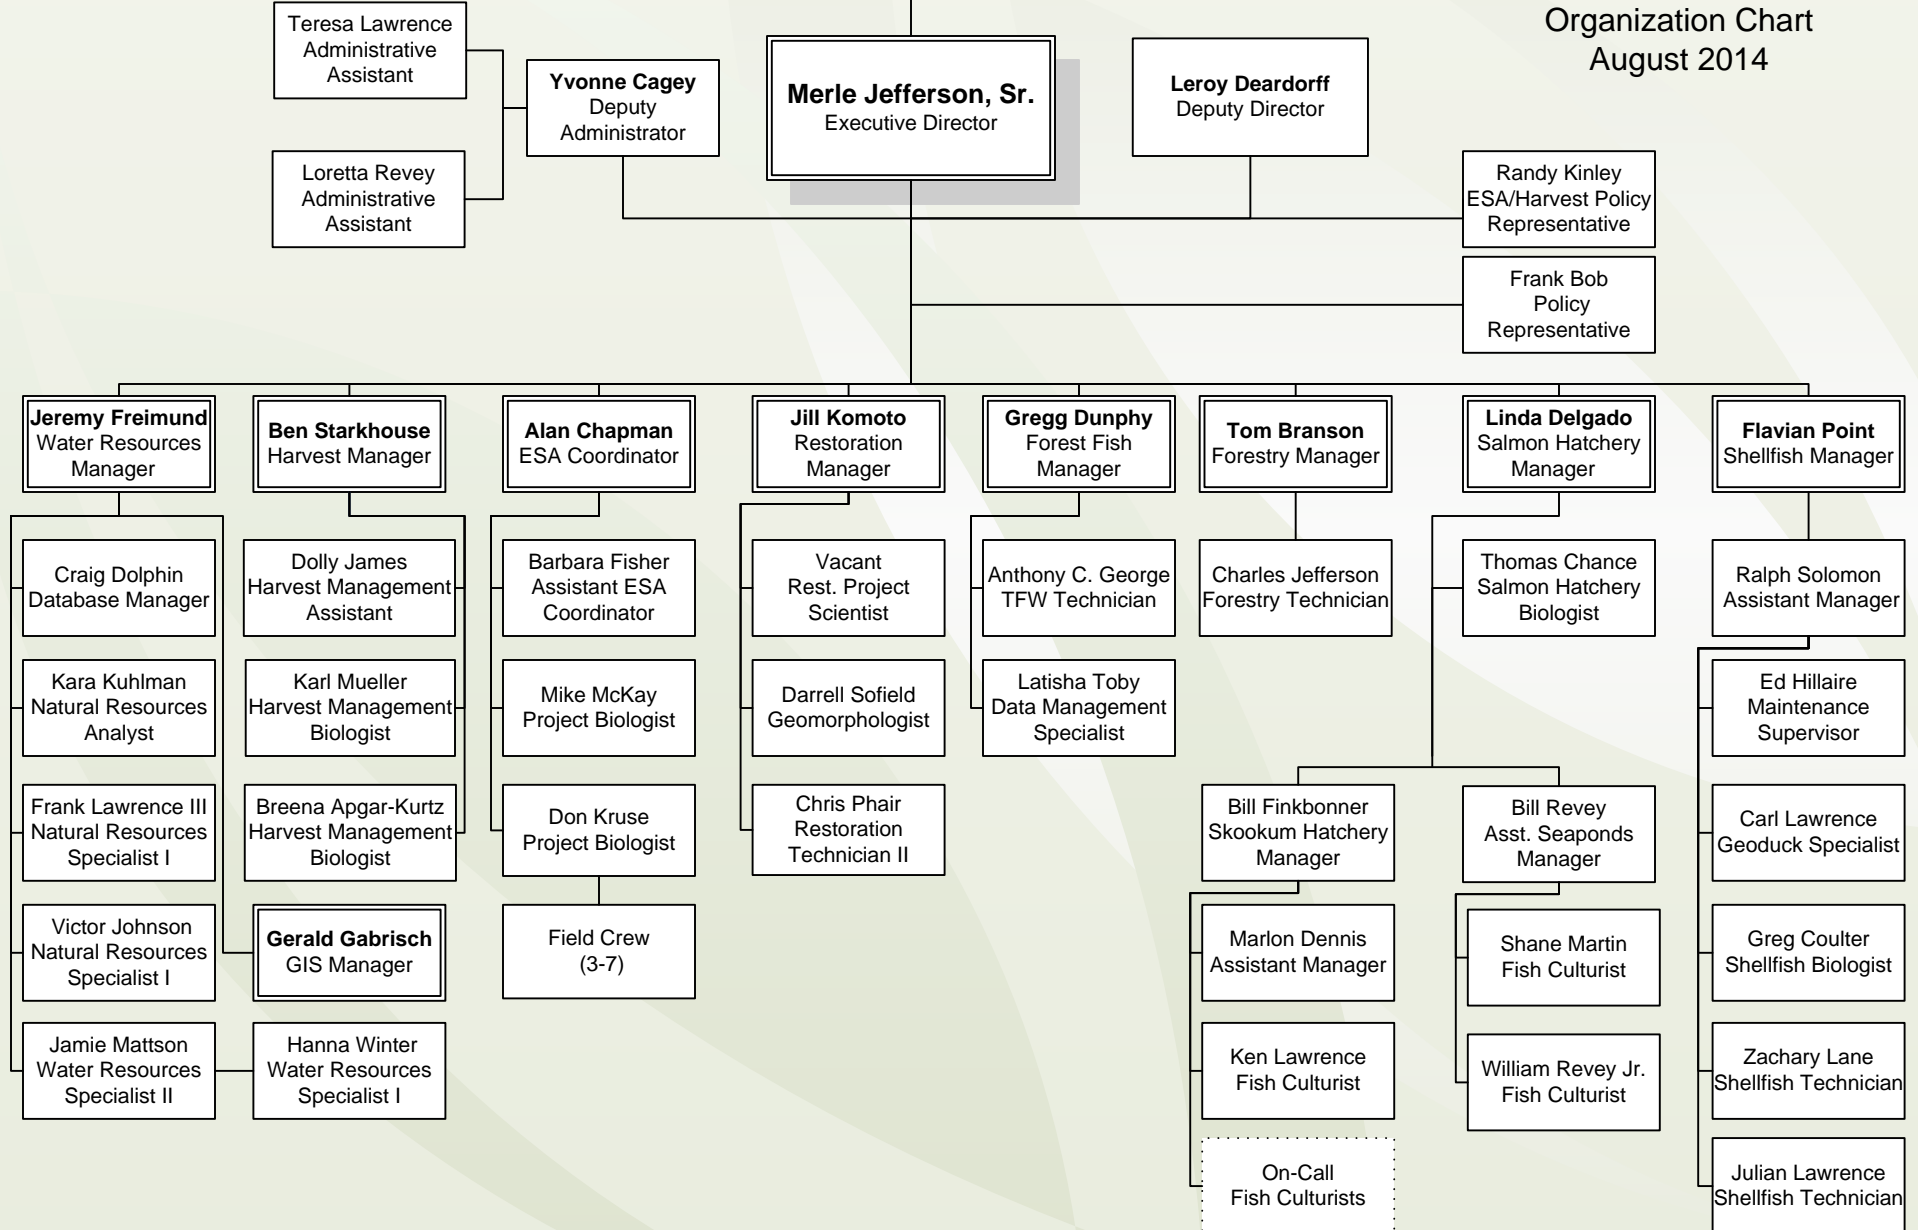 Organization Chart
August 2014
Teresa Lawrence
Administrative
Assistant
Yvonne Cagey
Deputy
Administrator
Merle Jefferson, Sr.
Executive Director
Leroy Deardorff
Deputy Director
Loretta Revey
Administrative
Assistant
Randy Kinley
ESA/Harvest Policy
Representative
Frank Bob
Policy
Representative
Jeremy Freimund
Water Resources
Manager
Ben Starkhouse
Harvest Manager
Alan Chapman
ESA Coordinator
Jill Komoto
Restoration
Manager
Gregg Dunphy
Forest Fish
Manager
Tom Branson
Forestry Manager
Linda Delgado
Salmon Hatchery
Manager
Flavian Point
Shellfish Manager
Craig Dolphin
Database Manager
Dolly James
Harvest Management
Assistant
Barbara Fisher
Assistant ESA
Coordinator
Vacant
Rest. Project
Scientist
Anthony C. George
TFW Technician
Charles Jefferson
Forestry Technician
Thomas Chance
Salmon Hatchery
Biologist
Ralph Solomon
Assistant Manager
Kara Kuhlman
Natural Resources
Analyst
Karl Mueller
Harvest Management
Biologist
Mike McKay
Project Biologist
Darrell Sofield
Geomorphologist
Latisha Toby
Data Management
Specialist
Ed Hillaire
Maintenance
Supervisor
Frank Lawrence III
Natural Resources
Specialist I
Breena Apgar-Kurtz
Harvest Management
Biologist
Don Kruse
Project Biologist
Chris Phair
Restoration
Technician II
Bill Finkbonner
Skookum Hatchery
Manager
Bill Revey
Asst. Seaponds
Manager
Carl Lawrence
Geoduck Specialist
Victor Johnson
Natural Resources
Specialist I
Gerald Gabrisch
GIS Manager
Field Crew
(3-7)
Marlon Dennis
Assistant Manager
Shane Martin
Fish Culturist
Greg Coulter
Shellfish Biologist
Jamie Mattson
Water Resources
Specialist II
Hanna Winter
Water Resources
Specialist I
Ken Lawrence
Fish Culturist
William Revey Jr.
Fish Culturist
Zachary Lane
Shellfish Technician
On-Call
Fish Culturists
Julian Lawrence
Shellfish Technician